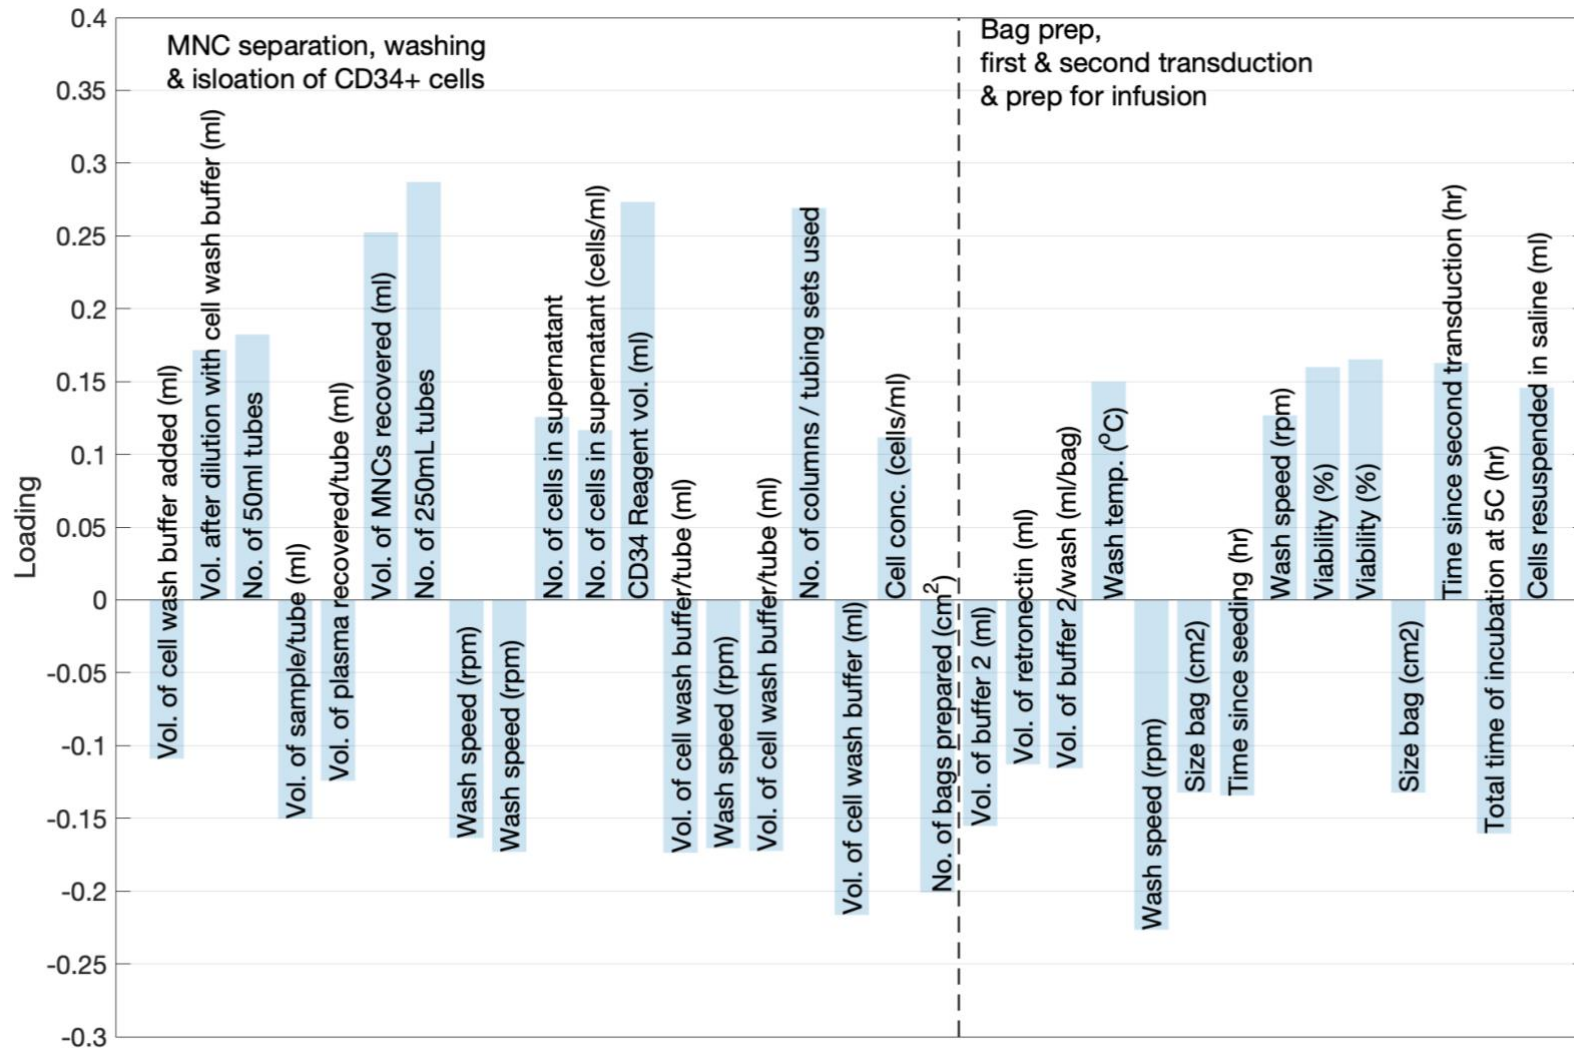 MNC separation, washing
& isloation of CD34+ cells
Bag prep,
first & second transduction
& prep for infusion
Loading
0.4
0.35
0.3
0.25
0.2
0.15
0.1
0.05
0
-0.05
-0.1
-0.15
-0.2
-0.25
-0.3
Vol. of cell wash buffer added (ml)
Vol. after dilution with cell wash buffer (ml)
No. of 50ml tubes
Vol. of sample/tube (ml)
Vol. of plasma recovered/tube (ml)
Vol. of MNCs recovered (ml)
No. of 250mL tubes
Wash speed (rpm)
Wash speed (rpm)
No. of cells in supernatant
No. of cells in supernatant (cells/ml)
CD34 Reagent vol. (ml)
Vol. of cell wash buffer/tube (ml)
Wash speed (rpm)
Vol. of cell wash buffer/tube (ml)
No. of columns / tubing sets used
Vol. of cell wash buffer (ml)
Cell conc. (cells/ml)
No. of bags prepared (cm²)
Vol. of buffer 2 (ml)
Vol. of retronectin (ml)
Vol. of buffer 2/wash (ml/bag)
Wash temp. (°C)
Wash speed (rpm)
Size bag (cm2)
Time since seeding (hr)
Wash speed (rpm)
Viability (%)
Viability (%)
Size bag (cm2)
Time since second transduction (hr)
Total time of incubation at 5C (hr)
Cells resuspended in saline (ml)